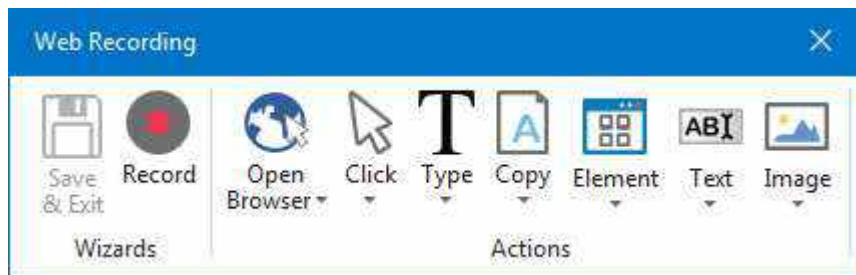 Web Recording
ABI
Save & Exit
Record
Open Browser
Click
Type
Copy
Element
Text
Image
Wizards
Actions